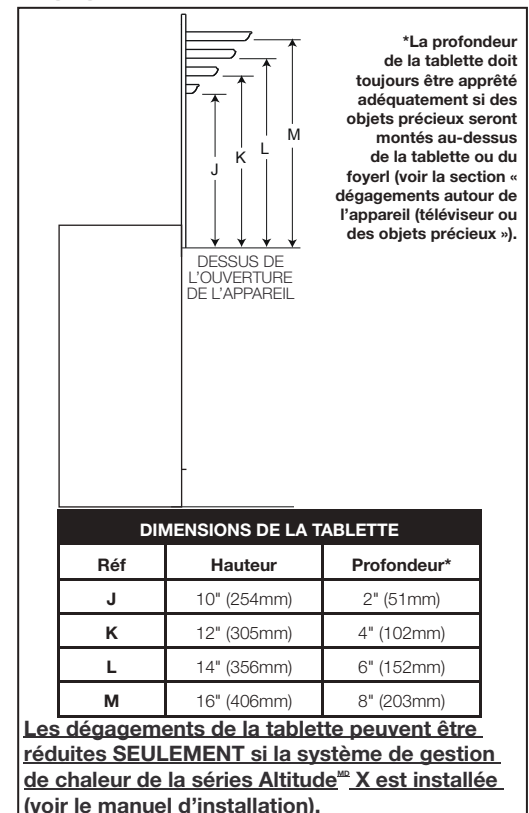 *La profondeur
de la tablette doit
toujours être apprêté
adéquatement si des
objets précieux seront
montés au-dessus
de la tablette ou du
foyerl (voir la section «
dégagements autour de
l'appareil (téléviseur ou
des objets précieux »).
J
K
L
M
DESSUS DE
L'OUVERTURE
DE L'APPAREIL
DIMENSIONS DE LA TABLETTE
Réf Hauteur Profondeur*
J 10" (254mm) 2" (51mm)
K 12" (305mm) 4" (102mm)
L 14" (356mm) 6" (152mm)
M 16" (406mm) 8" (203mm)
Les dégagements de la tablette peuvent être
réduites SEULEMENT si la système de gestion
de chaleur de la séries Altitude MD X est installée
(voir le manuel d'installation).